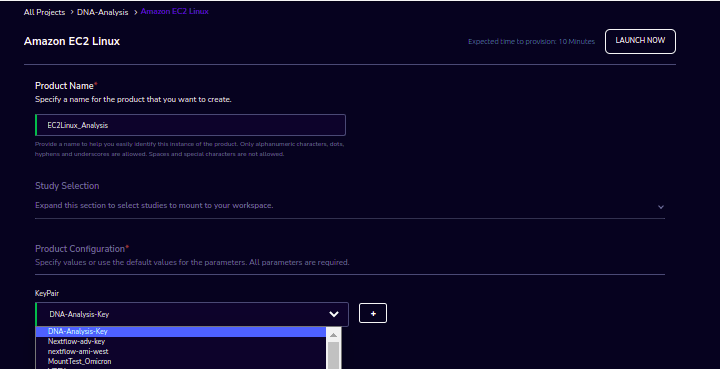 All Projects > DNA-Analysis > Amazon EC2 Linux
Amazon EC2 Linux
Expected time to provision: 10 Minutes
LAUNCH NOW
Product Name*
Specify a name for the product that you want to create.
EC2Linux_Analysis
Provide a name to help you easily identify this instance of the product. Only alphanumeric characters, dots,
hyphens and underscores are allowed. Spaces and special characters are not allowed.
Study Selection
Expand this section to select studies to mount to your workspace.
Product Configuration*
Specify values or use the default values for the parameters. All parameters are required.
KeyPair
DNA-Analysis-Key
+
DNA-Analysis-Key
Nextflow-adv-key
nextflow-ami-west
MountTest_Omicron